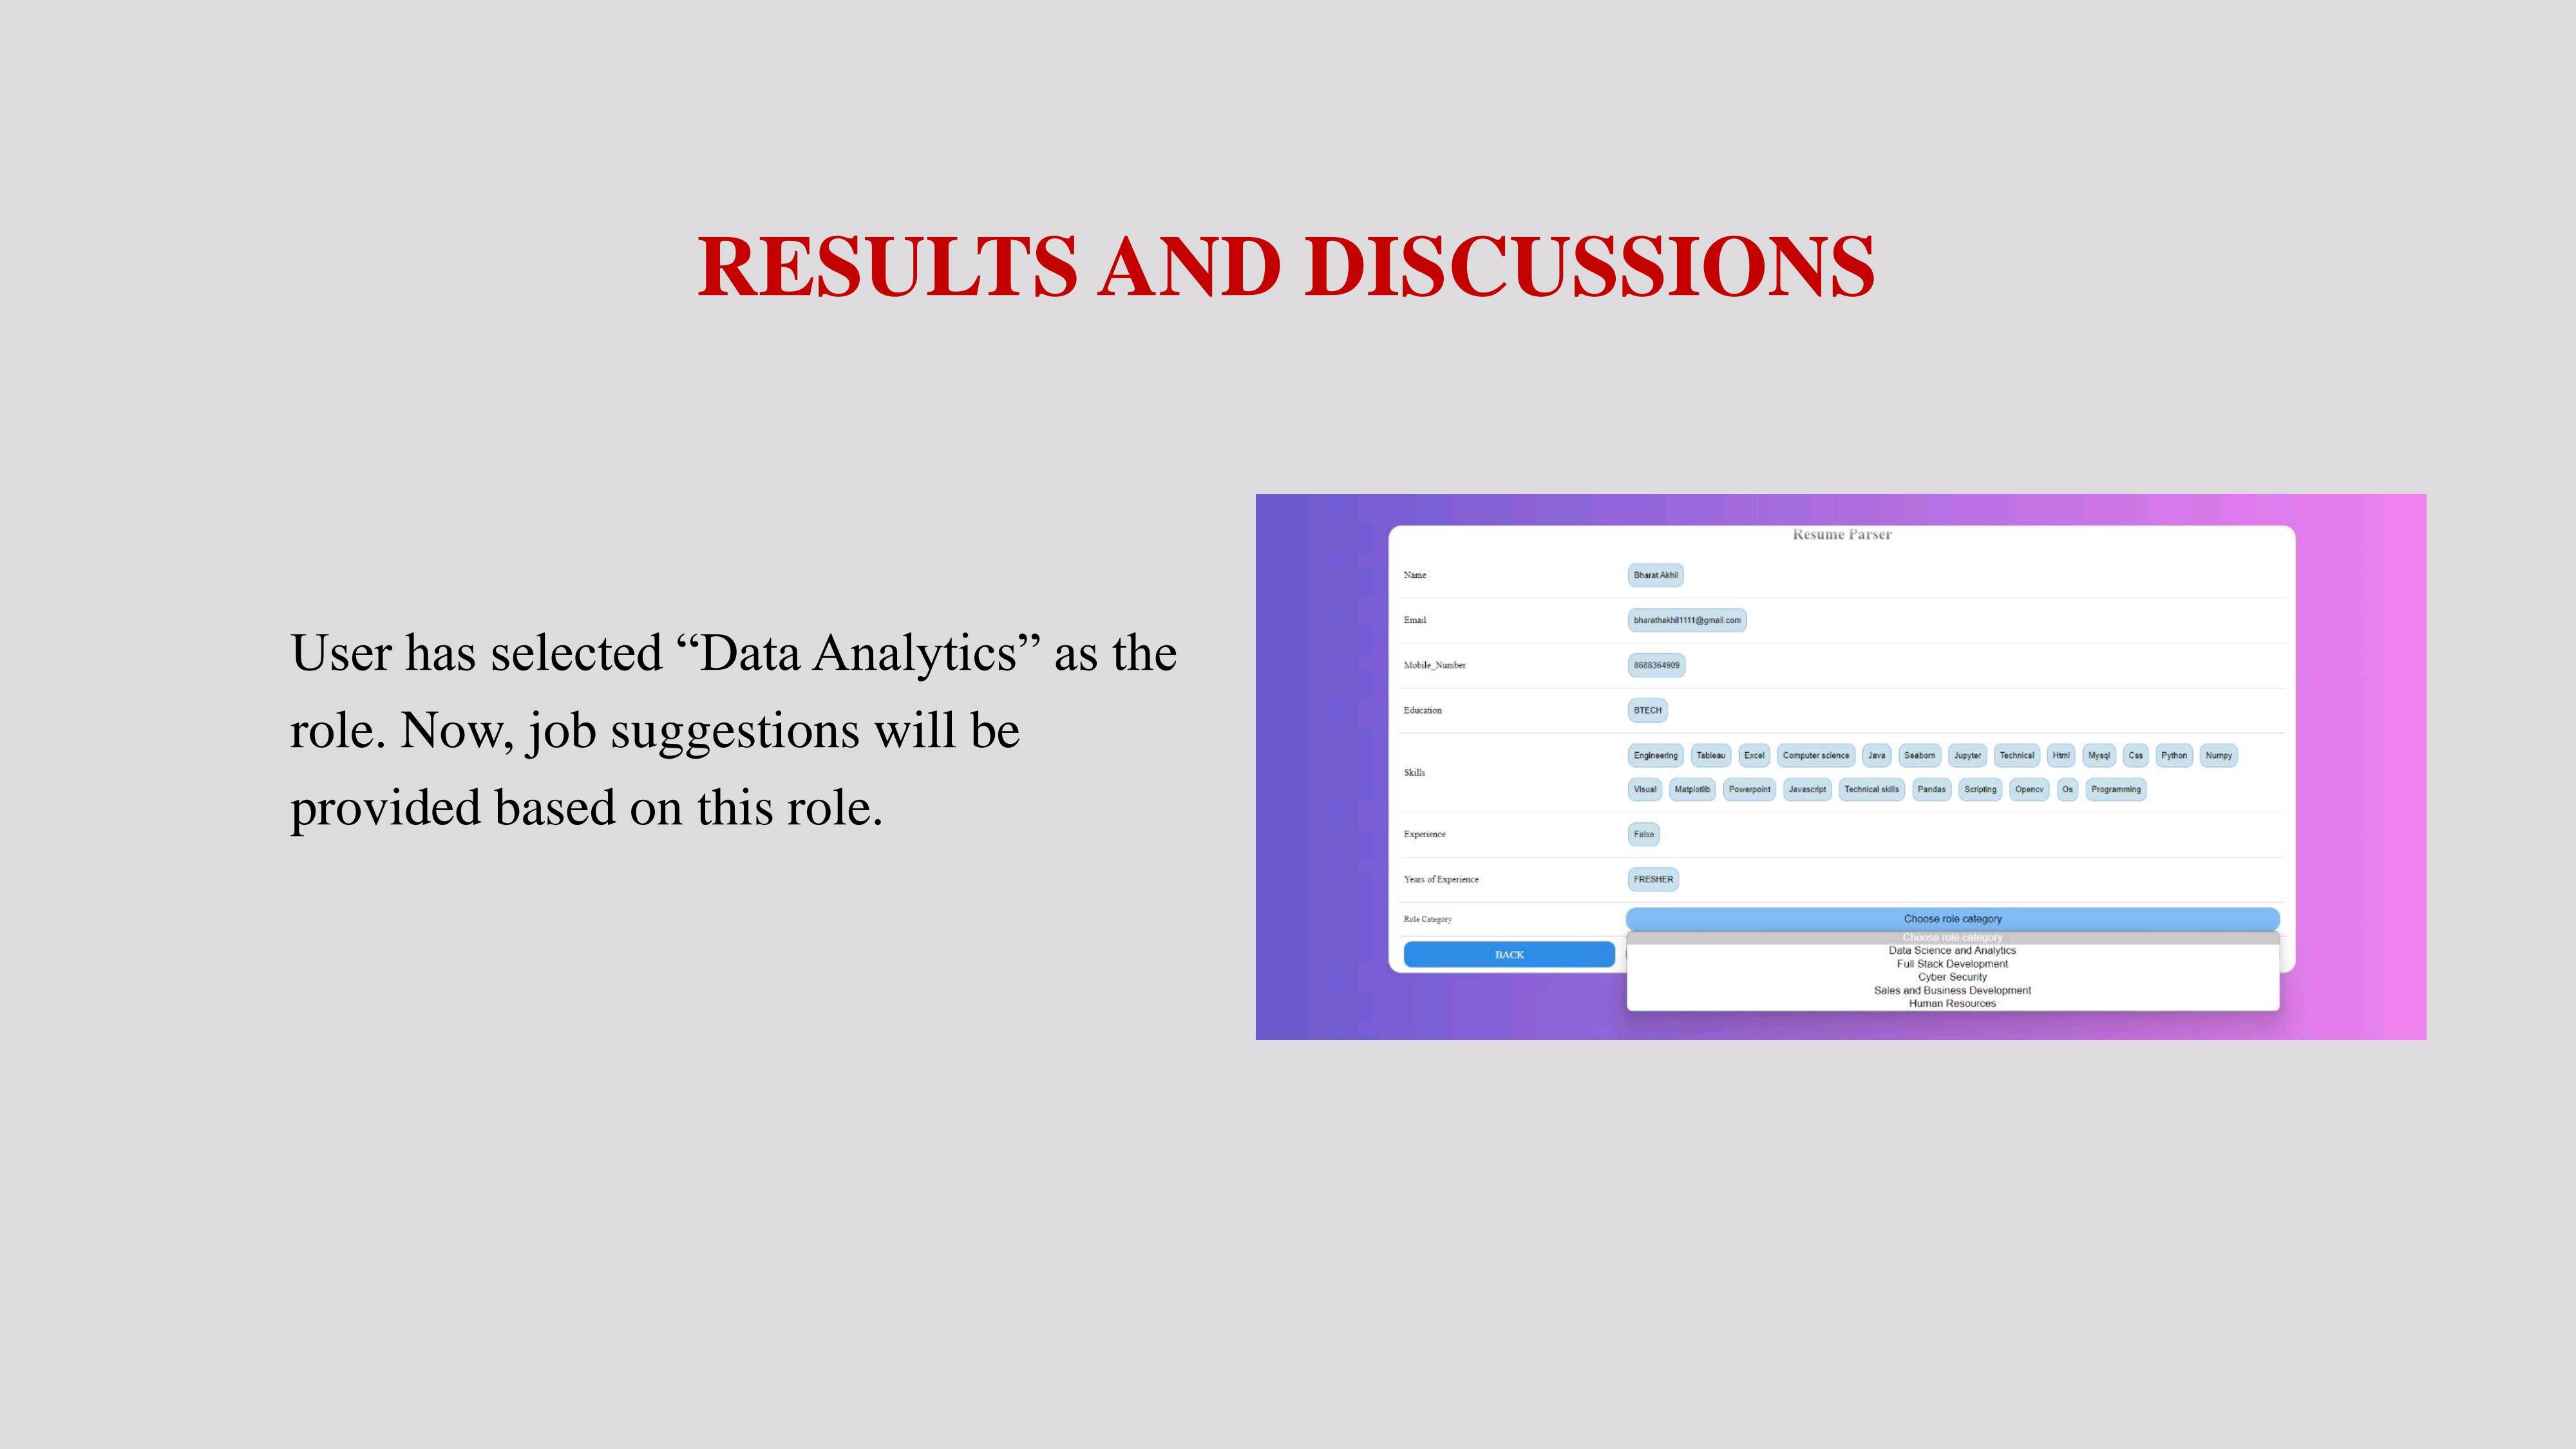 RESULTS AND DISCUSSIONS
User has selected “Data Analytics” as the
role. Now, job suggestions will be
provided based on this role.
Resume Parser
Name Bharat Akhil
Email bharathakhil1111@gmail.com
Mobile_Number 8688364909
Education BTECH
Skills
Engineering Tableau Excel Computer science Java Seaborn Jupyter Technical Html Mysql Css Python Numpy
Visual Matplotlib Powerpoint Javascript Technical skills Pandas Scripting Opencv Os Programming
Experience False
Years of Experience FRESHER
Role Category Choose role category
Choose role category
BACK
Data Science and Analytics
Full Stack Development
Cyber Security
Sales and Business Development
Human Resources